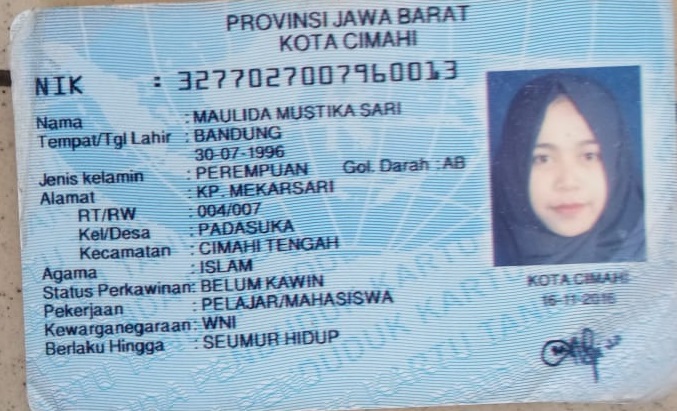 PROVINSI JAWA BARAT
KOTA CIMAHI
NIK : 3277027007960013
Nama : MAULIDA MUSTIKA SARI
Tempat/Tgl Lahir : BANDUNG
30-07-1996
Jenis kelamin : PEREMPUAN Gol. Darah : AB
Alamat : KP. MEKARSARI
RT/RW : 004/007
Kel/Desa : PADASUKA
Kecamatan : CIMAHI TENGAH
Agama : ISLAM
Status Perkawinan: BELUM KAWIN
Pekerjaan : PELAJAR/MAHASISWA
Kewarganegaraan: WNI
Berlaku Hingga : SEUMUR HIDUP
KOTA CIMAHI
16-11-2016